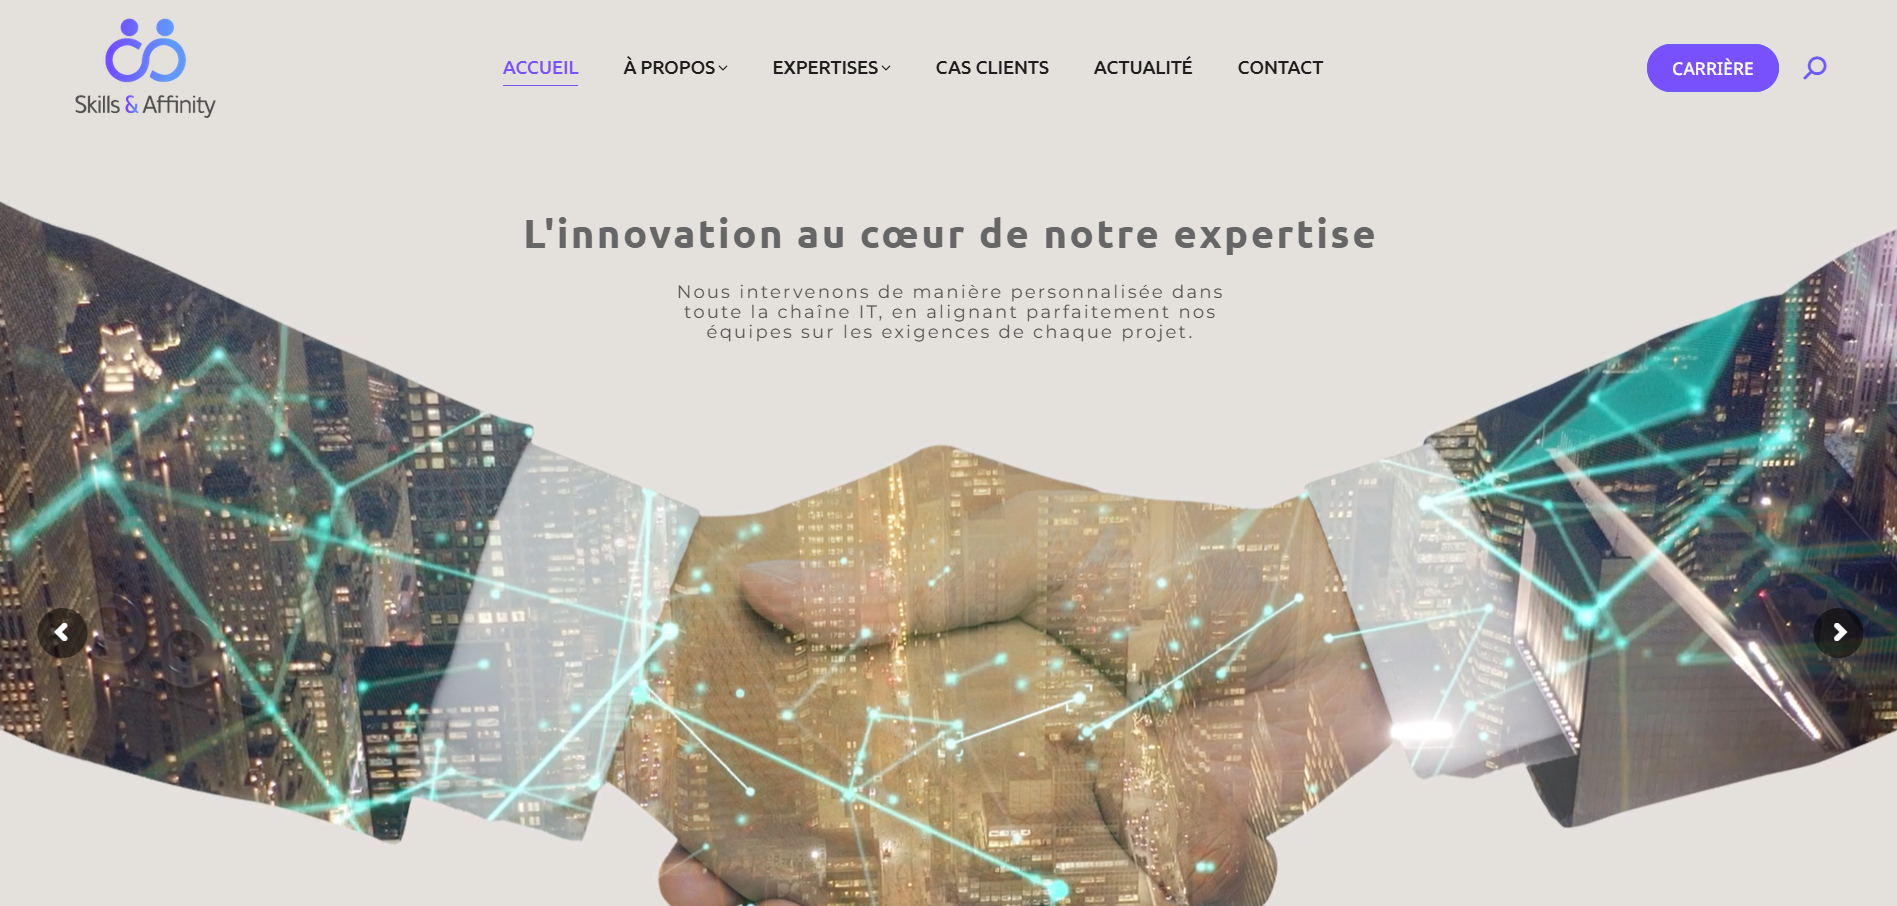 Skills & Affinity
ACCUEIL
À PROPOS
EXPERTISES
CAS CLIENTS
ACTUALITÉ
CONTACT
CARRIÈRE
L'innovation au cœur de notre expertise
Nous intervenons de manière personnalisée dans
toute la chaîne IT, en alignant parfaitement nos
équipes sur les exigences de chaque projet.